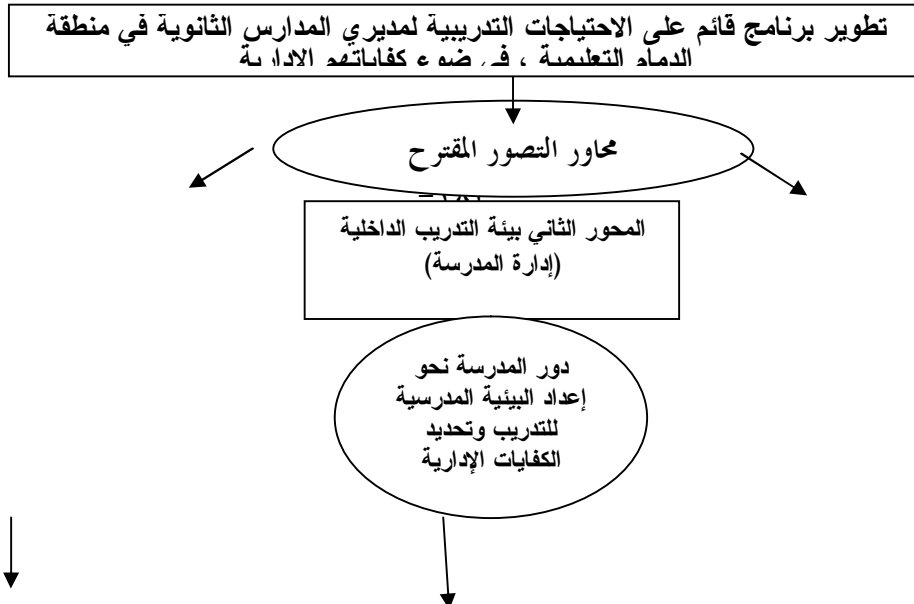 تطوير برنامج قائم على الاحتياجات التدريبية لمديري المدارس الثانوية في منطقة
الدمام التعليمية ، في ضوء كفاياتهم الإدارية
محاور التصور المقترح
المحور الثاني بيئة التدريب الداخلية
(إدارة المدرسة)
دور المدرسة نحو
إعداد البيئية المدرسية
للتدريب وتحديد
الكفايات الإدارية